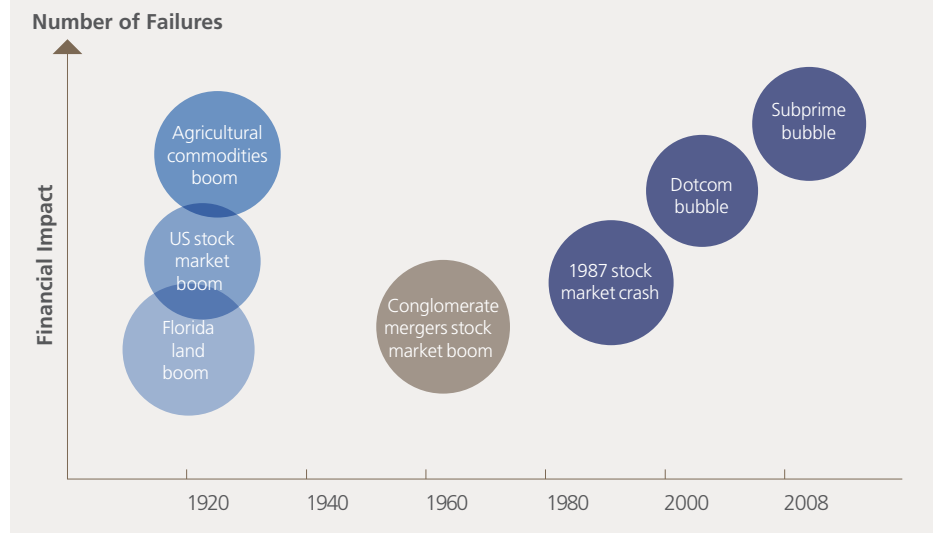 Number of Failures
Financial Impact
Agricultural
commodities
boom
US stock
market
boom
Florida
land
boom
Conglomerate
mergers stock
market boom
1987 stock
market crash
Dotcom
bubble
Subprime
bubble
1920
1940
1960
1980
2000
2008